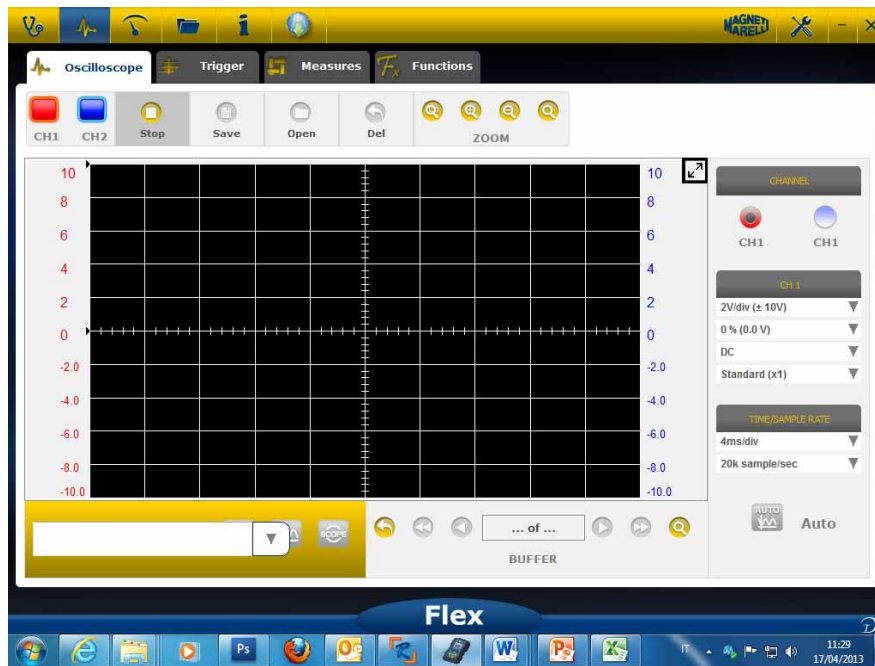 MAGNETI
MARELLI
Oscilloscope
Trigger
Measures
Fx Functions
CH1
CH2
Stop
Save
Open
Del
ZOOM
10
8
6
4
2
0
-2.0
-4.0
-6.0
-8.0
-10.0
10
8
6
4
2
0
-2.0
-4.0
-6.0
-8.0
-10.0
CHANNEL
CH1
CH1
CH 1
2V/div (± 10V)
0 % (0.0 V)
DC
Standard (x1)
TIME/SAMPLE RATE
4ms/div
20k sample/sec
AUTO
Auto
SCOPE
... of ...
BUFFER
Flex
Ps
IT
11:29
17/04/2013